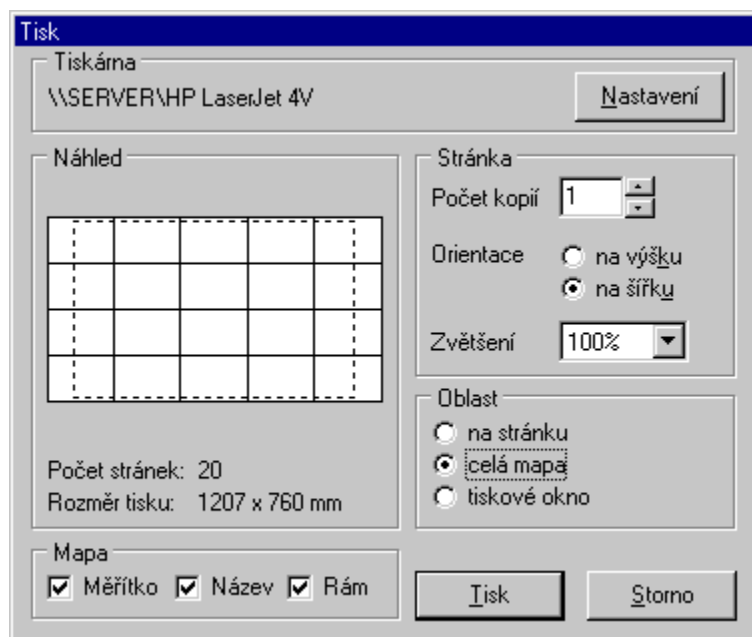 Tisk
Tiskárna
\\SERVER\HP LaserJet 4V
Nastavení
Náhled
Počet stránek: 20
Rozměr tisku: 1207 x 760 mm
Stránka
Počet kopií 1
Orientace na výšku
na šířku
Zvětšení 100%
Oblast
na stránku
celá mapa
tiskové okno
Mapa
Měřítko Název Rám
Tisk
Storno